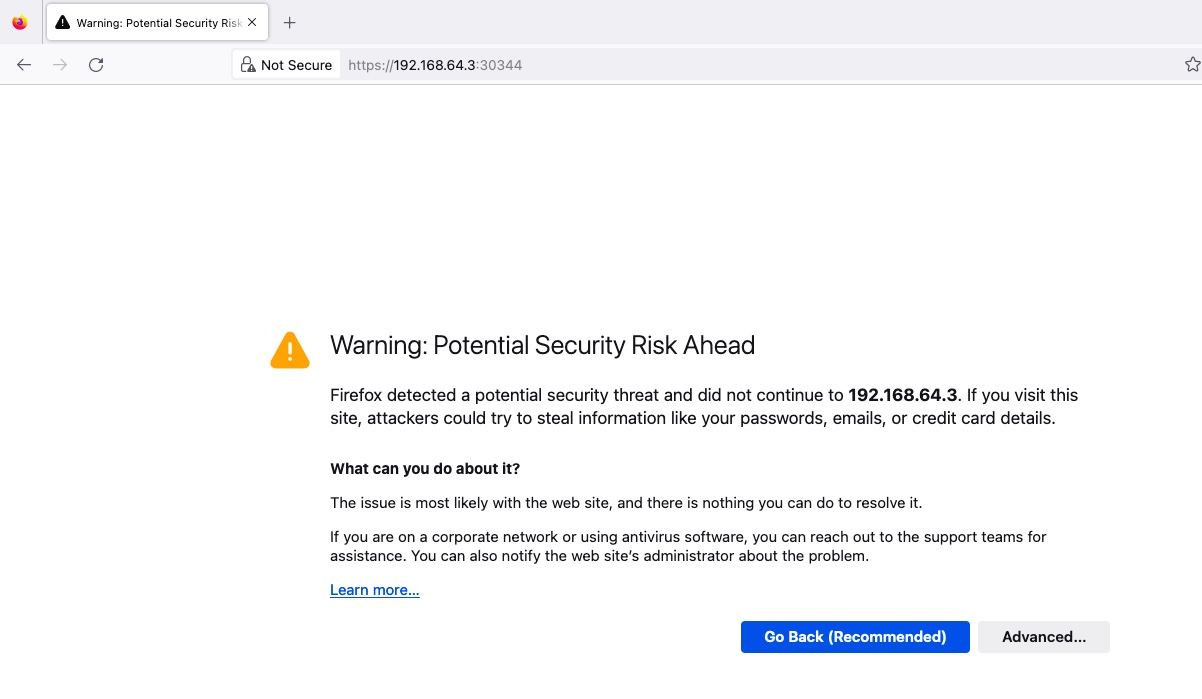 Warning: Potential Security Risk
Not Secure https://192.168.64.3:30344
Warning: Potential Security Risk Ahead
Firefox detected a potential security threat and did not continue to 192.168.64.3. If you visit this
site, attackers could try to steal information like your passwords, emails, or credit card details.
What can you do about it?
The issue is most likely with the web site, and there is nothing you can do to resolve it.
If you are on a corporate network or using antivirus software, you can reach out to the support teams for
assistance. You can also notify the web site’s administrator about the problem.
Learn more…
Go Back (Recommended) Advanced…